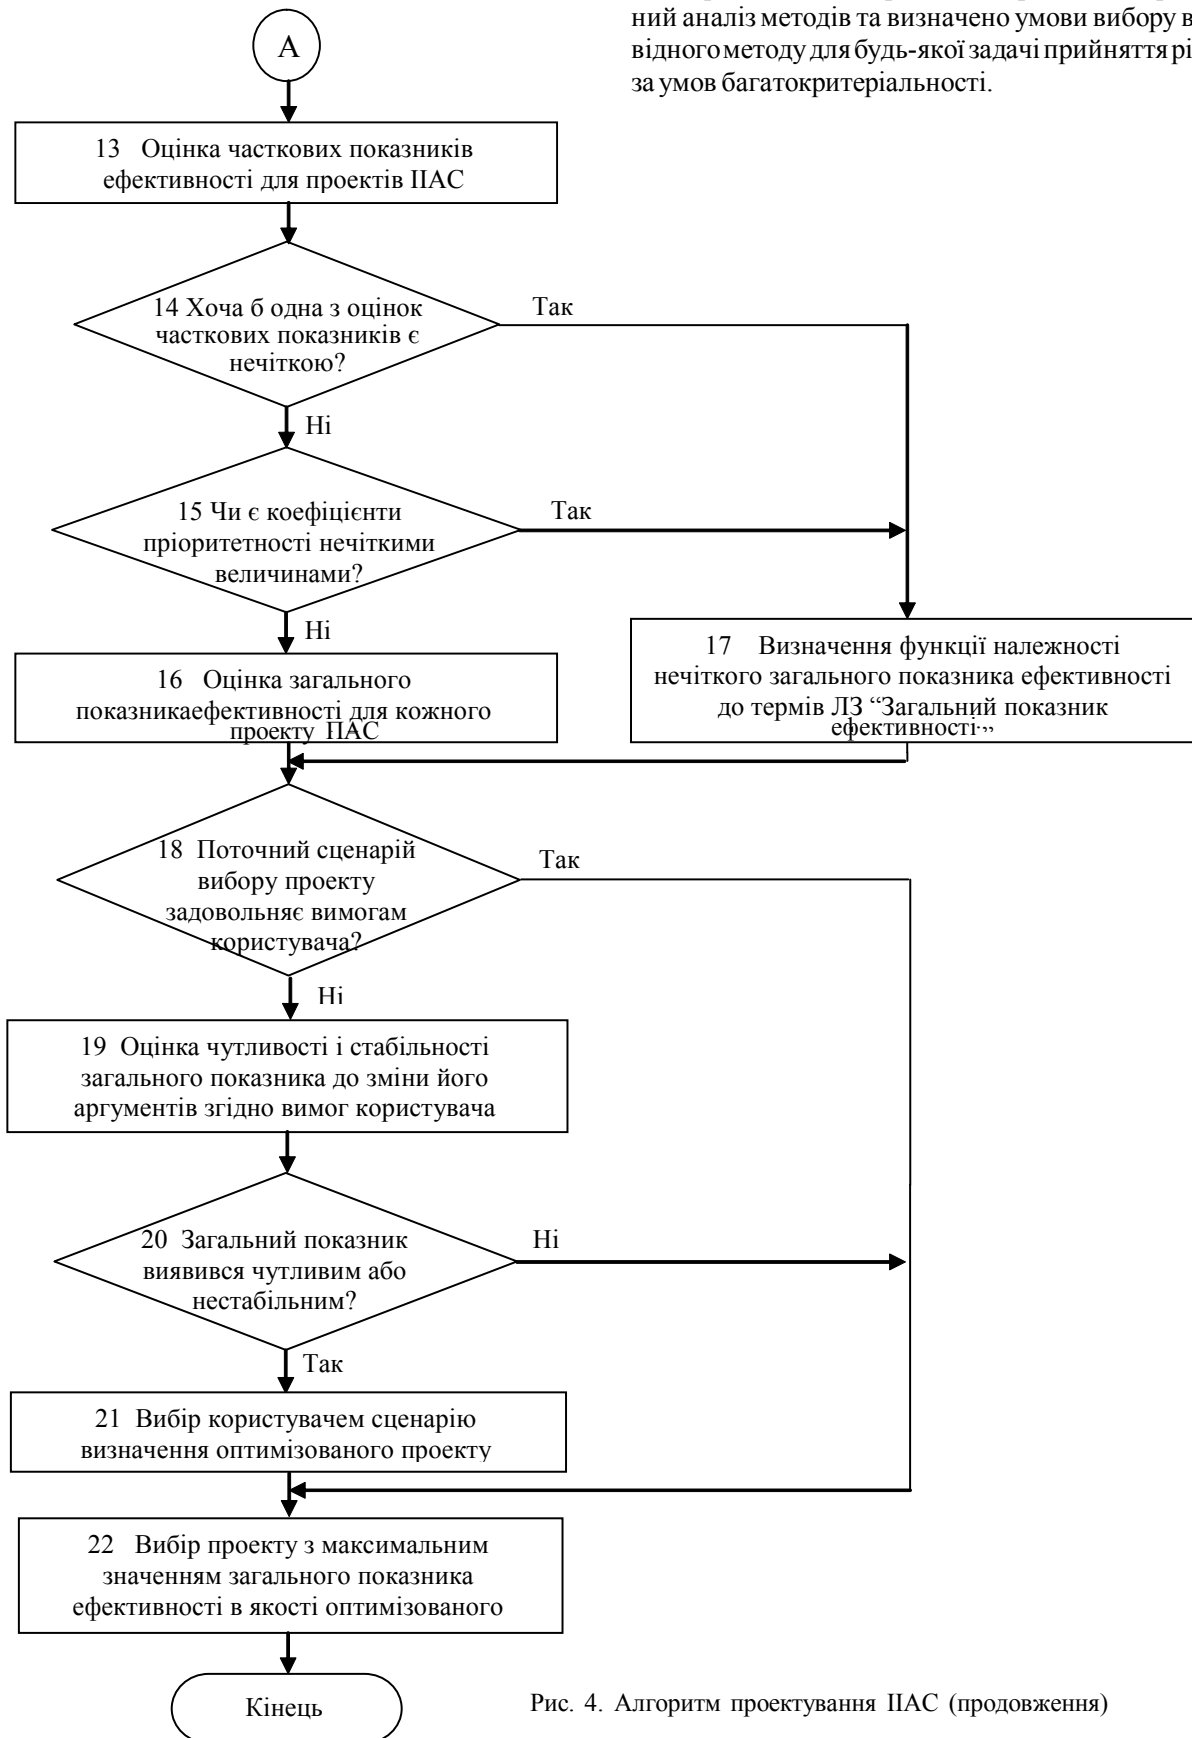 ний аналіз методів та визначено умови вибору в
відного методу для будь-якої задачі прийняття рі
за умов багатокритеріальності.
А
13 Оцінка часткових показників
ефективності для проектів ІІАС
14 Хоча б одна з оцінок
часткових показників є
нечіткою?
Так
Ні
15 Чи є коефіцієнти
пріоритетності нечіткими
величинами?
Так
Ні
16 Оцінка загального
показникаефективності для кожного
проекту ІІАС
17 Визначення функції належності
нечіткого загального показника ефективності
до термів ЛЗ “Загальний показник
ефективності”
18 Поточний сценарій
вибору проекту
задовольняє вимогам
користувача?
Так
Ні
19 Оцінка чутливості і стабільності
загального показника до зміни його
аргументів згідно вимог користувача
20 Загальний показник
виявився чутливим або
нестабільним?
Ні
Так
21 Вибір користувачем сценарію
визначення оптимізованого проекту
22 Вибір проекту з максимальним
значенням загального показника
ефективності в якості оптимізованого
Кінець
Рис. 4. Алгоритм проектування ІІАС (продовження)